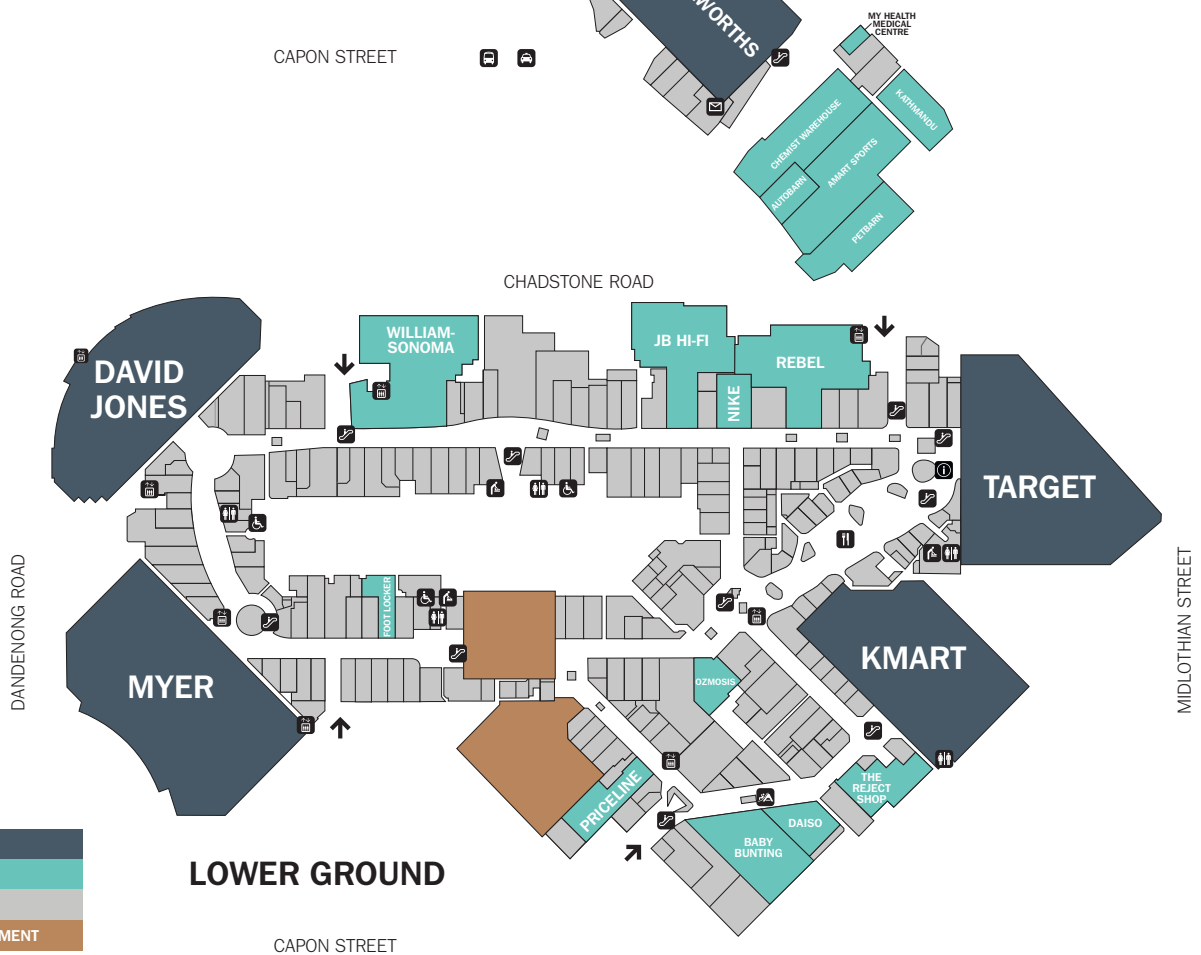 WORTHS
MY HEALTH
MEDICAL
CENTRE
CAPON STREET
KATHMANDU
CHEMIST WAREHOUSE
AMART SPORTS
AUTOBARN
PETBARN
CHADSTONE ROAD
WILLIAM-
SONOMA
JB HI-FI
REBEL
NIKE
DAVID
JONES
TARGET
DANDENONG ROAD
MIDLOTHIAN STREET
FOOT LOCKER
MYER
KMART
OZMOSIS
PRICELINE
THE
REJECT
SHOP
DAISO
BABY
BUNTING
LOWER GROUND
MENT
CAPON STREET